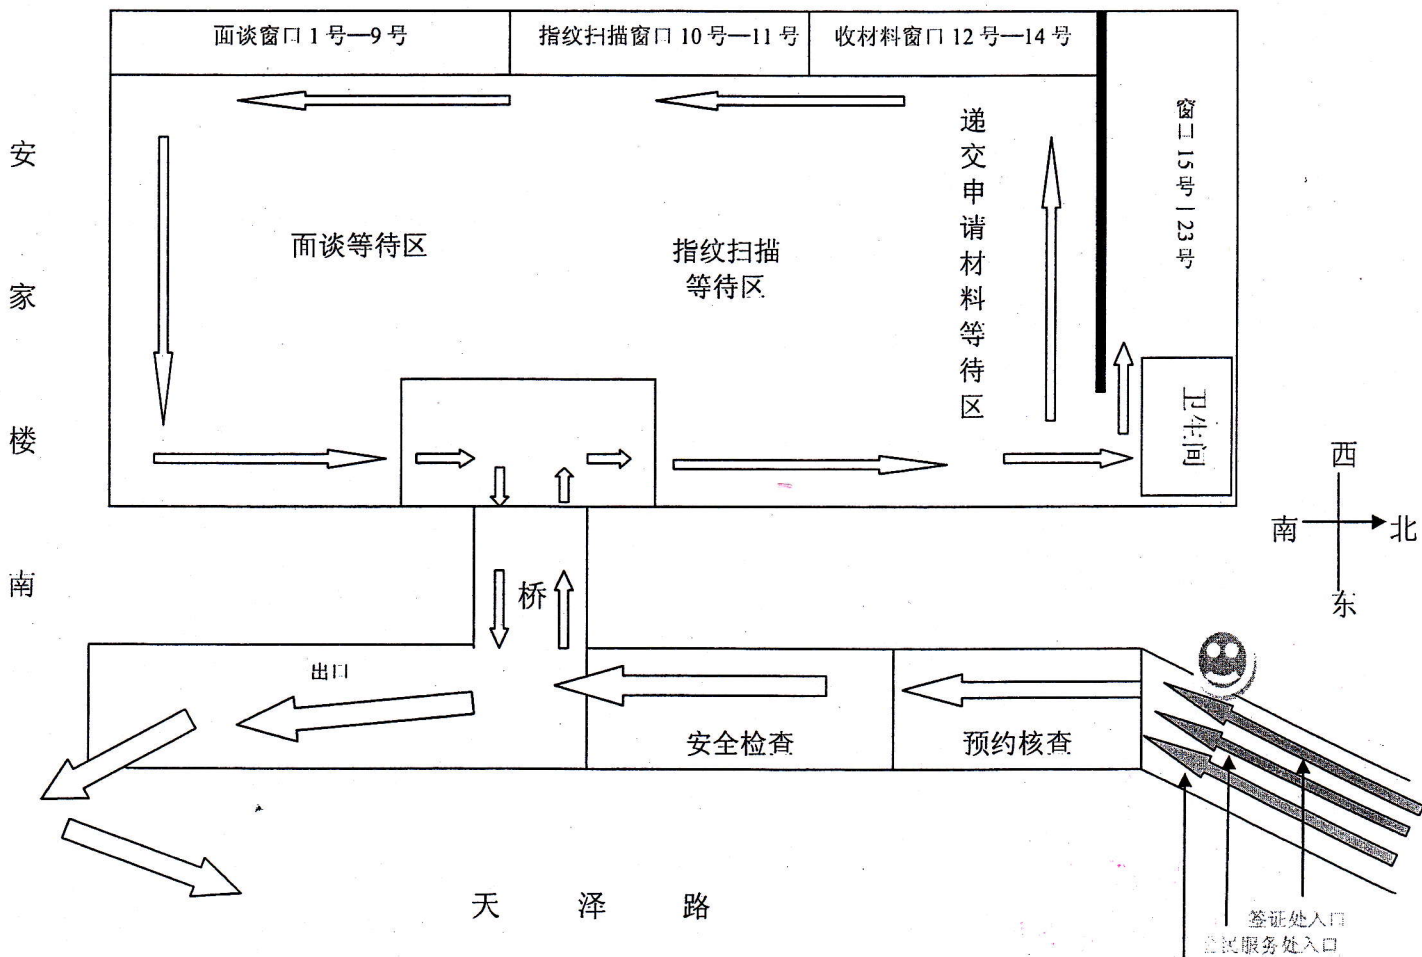 面谈窗口 1 号—9 号
指纹扫描窗口 10 号—11 号
收材料窗口 12 号—14 号
窗口 15 号—23 号
安家楼南
面谈等待区
指纹扫描
等待区
递交申请材料等待区
卫生间
西
南
北
东
桥
出口
安全检查
预约核查
天泽路
签证处入口
民服务处入口